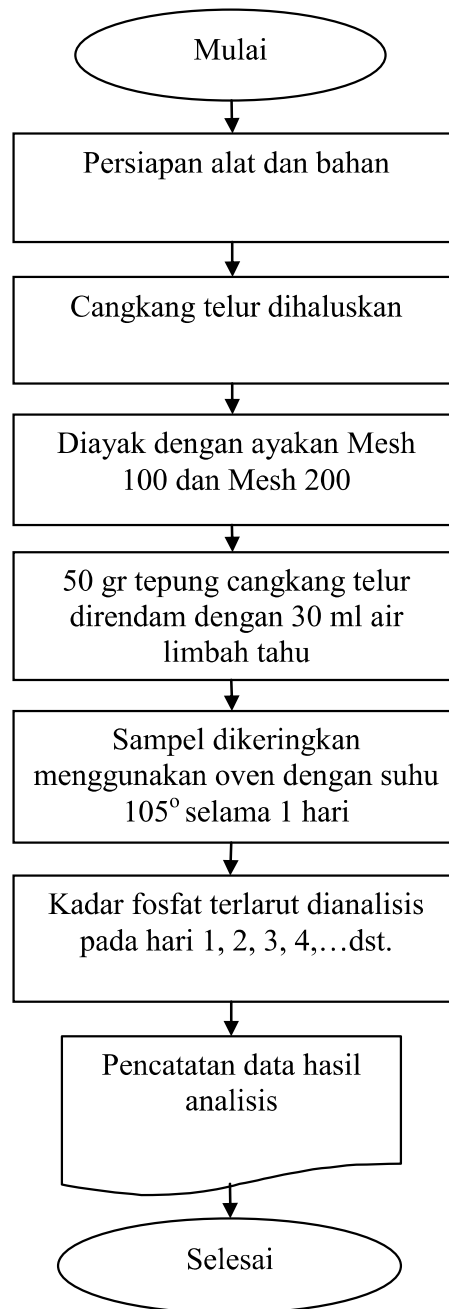 Mulai
Persiapan alat dan bahan
Cangkang telur dihaluskan
Diayak dengan ayakan Mesh
100 dan Mesh 200
50 gr tepung cangkang telur
direndam dengan 30 ml air
limbah tahu
Sampel dikeringkan
menggunakan oven dengan suhu
105º selama 1 hari
Kadar fosfat terlarut dianalisis
pada hari 1, 2, 3, 4,…dst.
Pencatatan data hasil
analisis
Selesai